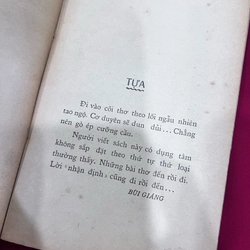 TỰA
Đi vào cõi thơ theo lối ngẫu nhiên
tao ngộ. Cơ duyên sẽ dun dủi... Chẳng
nên gò ép cưỡng cầu.
Người viết sách này có dụng tâm
không sắp đặt theo thứ tự thời loại
thường thấy. Những bài thơ đến rồi đi.
Lời "nhận định" cũng đi rồi đến...
BÙI GIÁNG